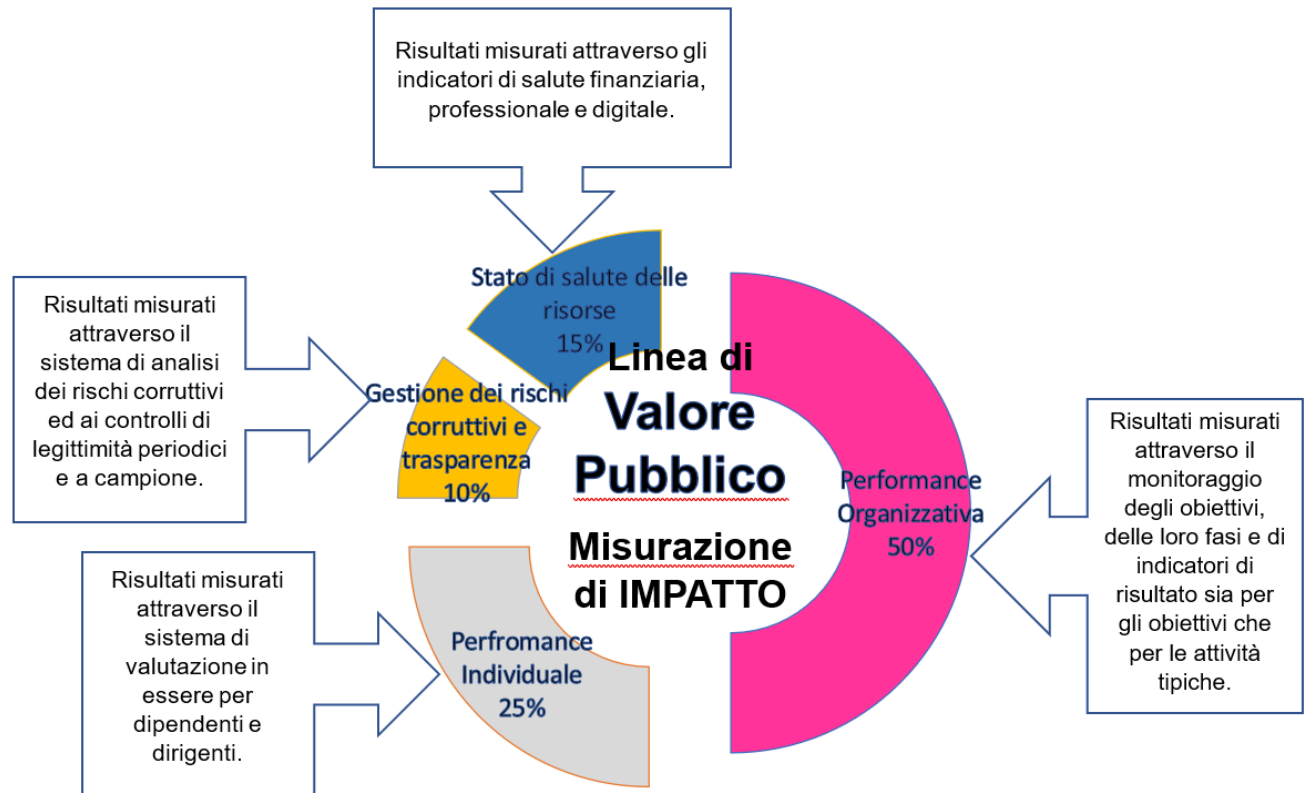 Risultati misurati attraverso gli
indicatori di salute finanziaria,
professionale e digitale.
Stato di salute delle
risorse
15%
Risultati misurati
attraverso il
sistema di analisi
dei rischi corruttivi
ed ai controlli di
legittimità periodici
e a campione.
Gestione dei rischi
corruttivi e
trasparenza
10%
Linea di
Valore
Pubblico
Misurazione
di IMPATTO
Performance
Organizzativa
50%
Risultati misurati
attraverso il
monitoraggio
degli obiettivi,
delle loro fasi e di
indicatori di
risultato sia per
gli obiettivi che
per le attività
tipiche.
Risultati misurati
attraverso il
sistema di
valutazione in
essere per
dipendenti e
dirigenti.
Perfromance
Individuale
25%